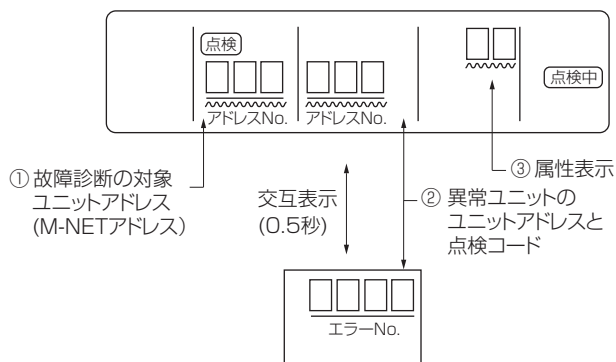 点検
点検中
アドレスNo.
アドレスNo.
① 故障診断の対象
ユニットアドレス
(M-NETアドレス)
交互表示
(0.5秒)
③ 属性表示
② 異常ユニットの
ユニットアドレスと
点検コード
エラーNo.